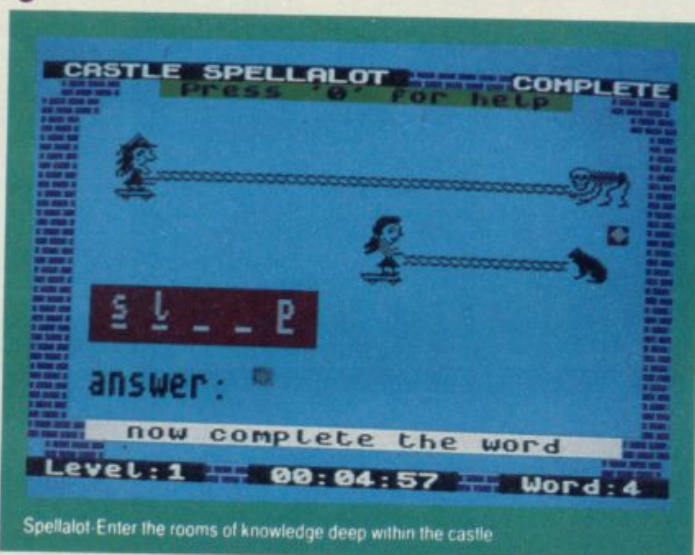 CASTLE SPELLALOT COMPLETE
Press '0' for help
s l _ _ p
answer:
now complete the word
Level:1 00:04:57 Word:4
Spellalot-Enter the rooms of knowledge deep within the castle